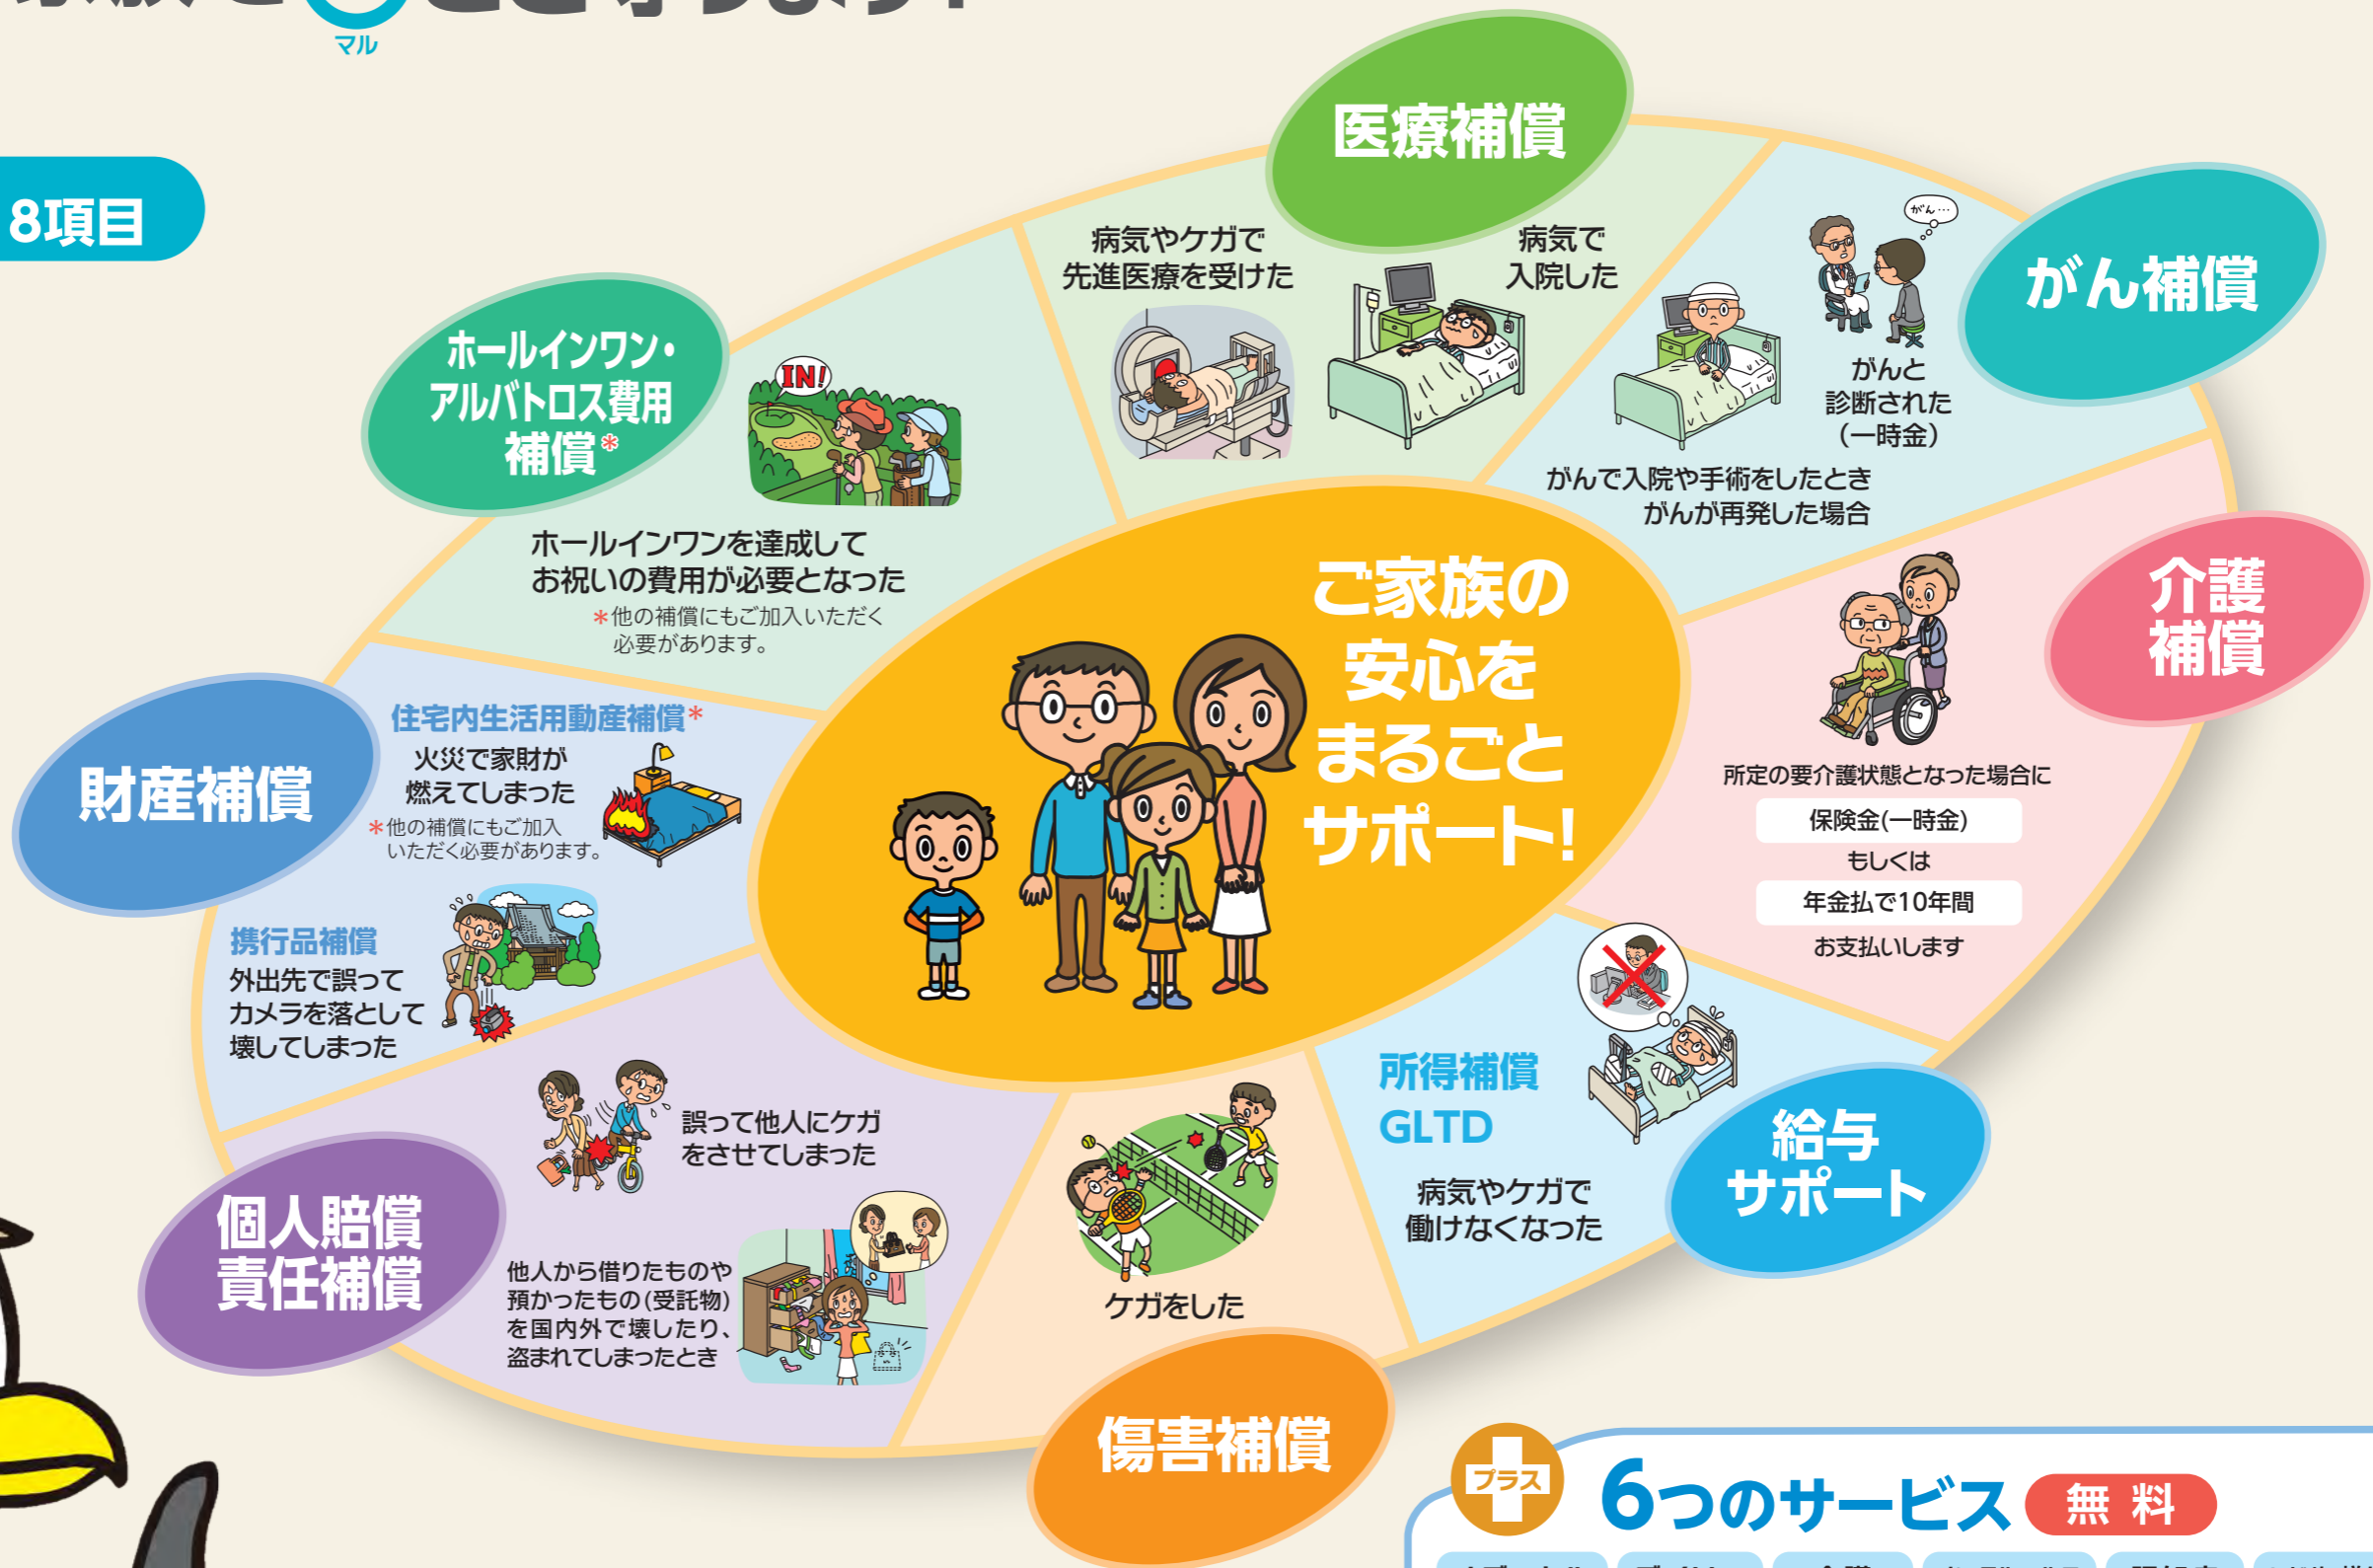 マル
8項目
医療補償
病気やケガで
先進医療を受けた
病気で
入院した
がん補償
がん…
がんと
診断された
(一時金)
がんで入院や手術をしたとき
がんが再発した場合
ホールインワン・
アルバトロス費用
補償*
IN!
ホールインワンを達成して
お祝いの費用が必要となった
*他の補償にもご加入いただく
必要があります。
介護
補償
所定の要介護状態となった場合に
保険金(一時金)
もしくは
年金払で10年間
お支払いします
ご家族の
安心を
まるごと
サポート!
財産補償
住宅内生活用動産補償*
火災で家財が
燃えてしまった
*他の補償にもご加入
いただく必要があります。
携行品補償
外出先で誤って
カメラを落として
壊してしまった
給与
サポート
所得補償
GLTD
病気やケガで
働けなくなった
個人賠償
責任補償
誤って他人にケガ
をさせてしまった
他人から借りたものや
預かったもの(受託物)
を国内外で壊したり、
盗まれてしまったとき
ケガをした
傷害補償
プラス
6つのサービス
無料